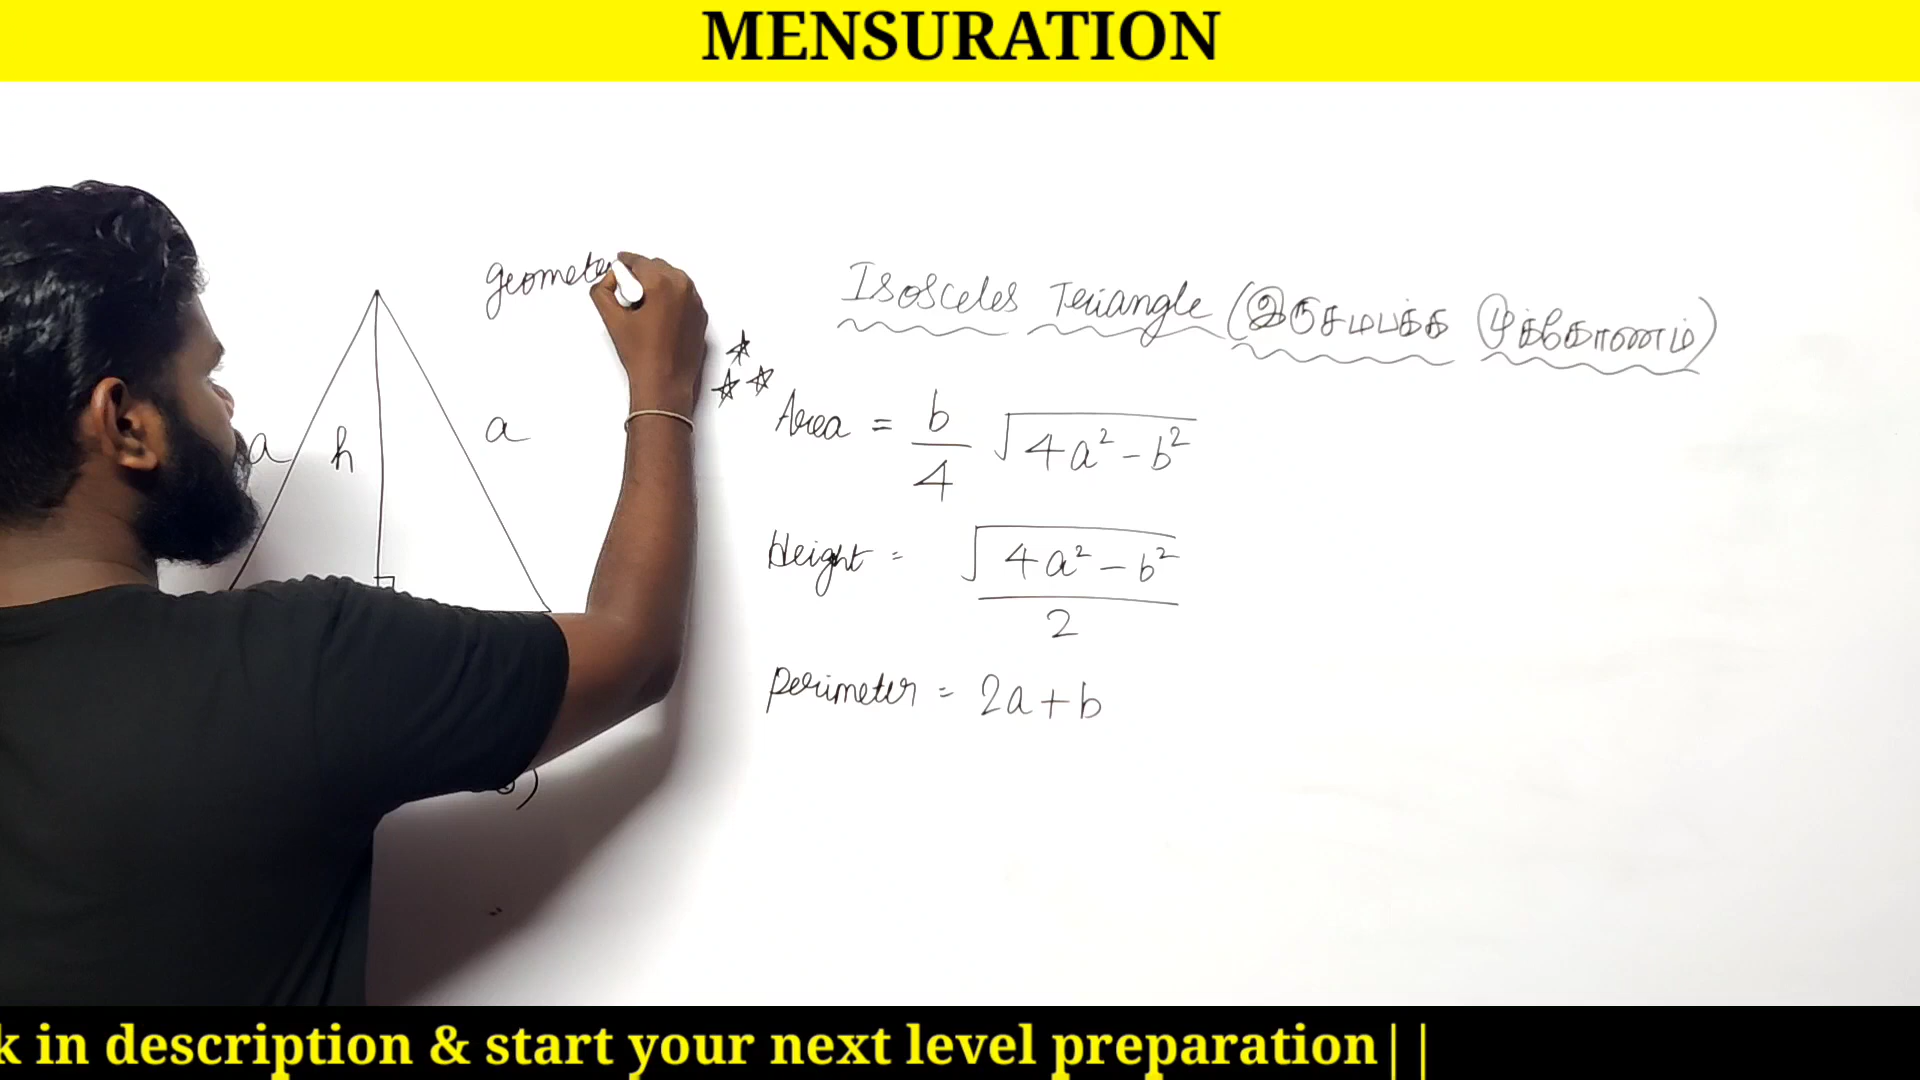 MENSURATION
geomete
Isosceles Triangle (இருசமபக்க முக்கோணம்)
Area = b/4 √4a² - b²
a
h
a
Height = √4a² - b² / 2
Perimeter = 2a + b
k in description & start your next level preparation||